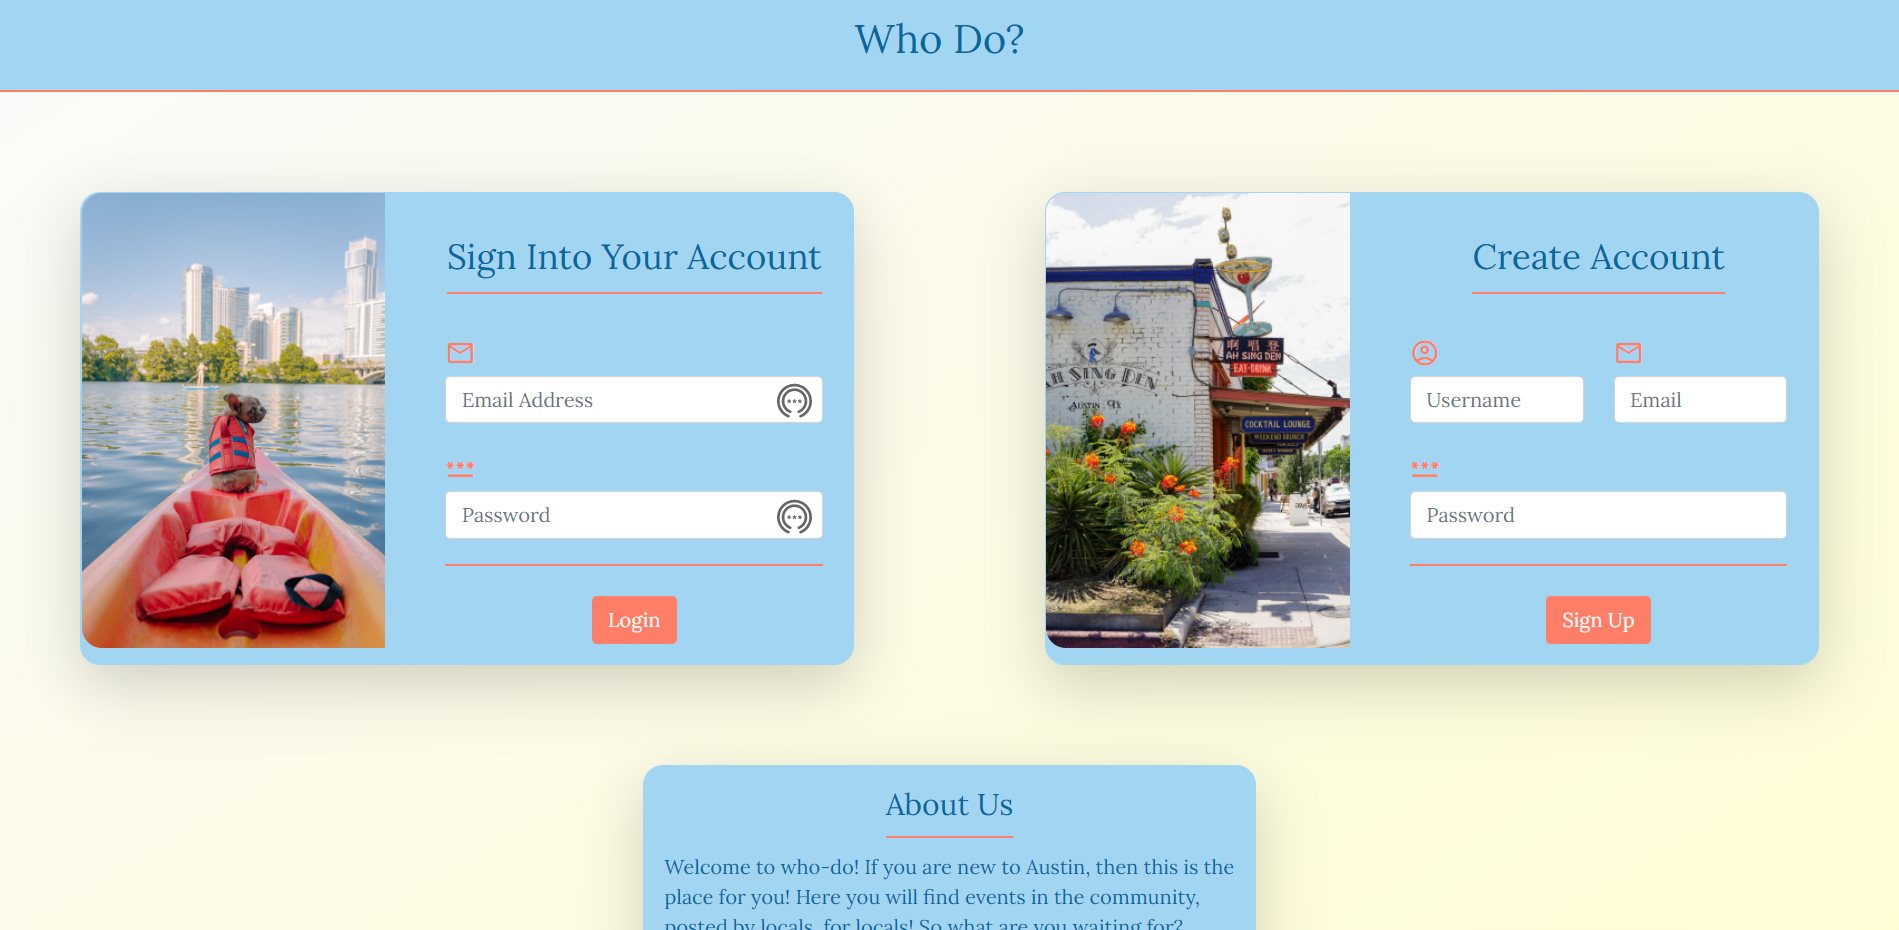 Who Do?
Sign Into Your Account
Email Address
***
Password
Login
啊 唱 登
AH SING DEN
EAT-DRINK
AH SING DEN
AUSTIN, TX
COCKTAIL LOUNGE
WEEKEND BRUNCH
Create Account
Username
Email
***
Password
Sign Up
About Us
Welcome to who-do! If you are new to Austin, then this is the
place for you! Here you will find events in the community,
posted by locals, for locals! So what are you waiting for?